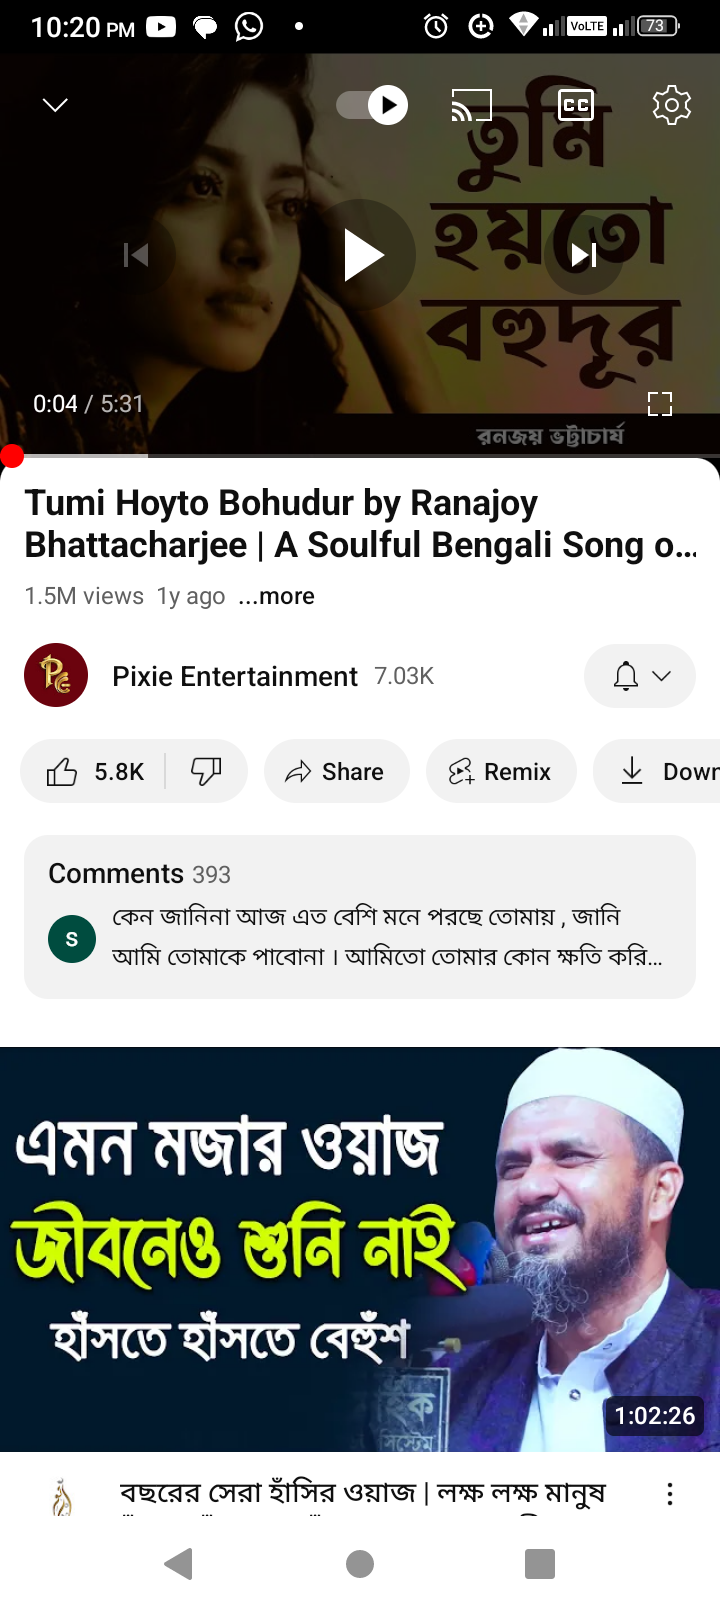 10:20 PM
VoLTE
73
CC
তুমি
হয়তো
বহুদূর
রনজয় ভট্টাচার্য
0:04 / 5:31
Tumi Hoyto Bohudur by Ranajoy
Bhattacharjee | A Soulful Bengali Song o...
1.5M views 1y ago ...more
Pixie Entertainment 7.03K
5.8K Share Remix Down
Comments 393
S
কেন জানিনা আজ এত বেশি মনে পরছে তোমায় , জানি
আমি তোমাকে পাবোনা । আমিতো তোমার কোন ক্ষতি করি...
এমন মজার ওয়াজ
জীবনেও শুনি নাই
হাঁসতে হাঁসতে বেহুঁশ
ইক
সিস্টেম
1:02:26
বছরের সেরা হাঁসির ওয়াজ | লক্ষ লক্ষ মানুষ